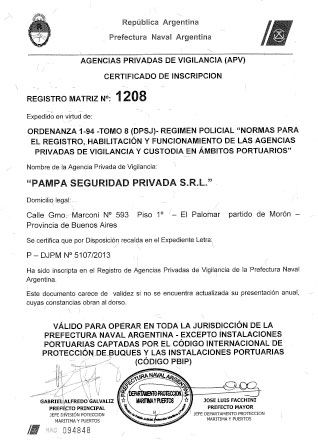 República Argentina
Prefectura Naval Argentina
AGENCIAS PRIVADAS DE VIGILANCIA (APV)
CERTIFICADO DE INSCRIPCION
REGISTRO MATRIZ Nº: 1208
Expedido en virtud de:
ORDENANZA 1-94 -TOMO 8 (DPSJ)- REGIMEN POLICIAL "NORMAS PARA
EL REGISTRO, HABILITACIÓN Y FUNCIONAMIENTO DE LAS AGENCIAS
PRIVADAS DE VIGILANCIA Y CUSTODIA EN ÁMBITOS PORTUARIOS"
Nombre de la Agencia Privada de Vigilancia:
"PAMPA SEGURIDAD PRIVADA S.R.L."
Domicilio legal:
Calle Gmo. Marconi Nº 593 Piso 1º – El Palomar partido de Morón –
Provincia de Buenos Aires
Se certifica que por Disposición recaída en el Expediente Letra:
P – DJPM Nº 5107/2013
Ha sido inscripta en el Registro de Agencias Privadas de Vigilancia de la Prefectura Naval
Argentina.
Este documento carece de validez si no se encuentra actualizada su presentación anual,
cuyas constancias obran al dorso.
VÁLIDO PARA OPERAR EN TODA LA JURISDICCIÓN DE LA
PREFECTURA NAVAL ARGENTINA - EXCEPTO INSTALACIONES
PORTUARIAS CAPTADAS POR EL CÓDIGO INTERNACIONAL DE
PROTECCIÓN DE BUQUES Y LAS INSTALACIONES PORTUARIAS
(CÓDIGO PBIP)
PREFECTURA NAVAL ARGENTINA
DEPARTAMENTO PROTECCION
MARITIMA Y PUERTOS
GABRIEL ALFREDO GALVALIZ
PREFECTO PRINCIPAL
JEFE DIVISIÓN PROTECCION
MARITIMA Y PUERTOS
JOSE LUIS FACCHINI
PREFECTO MAYOR
JEFE DEPARTAMENTO PROTECCION
MARITIMA Y PUERTOS
094848